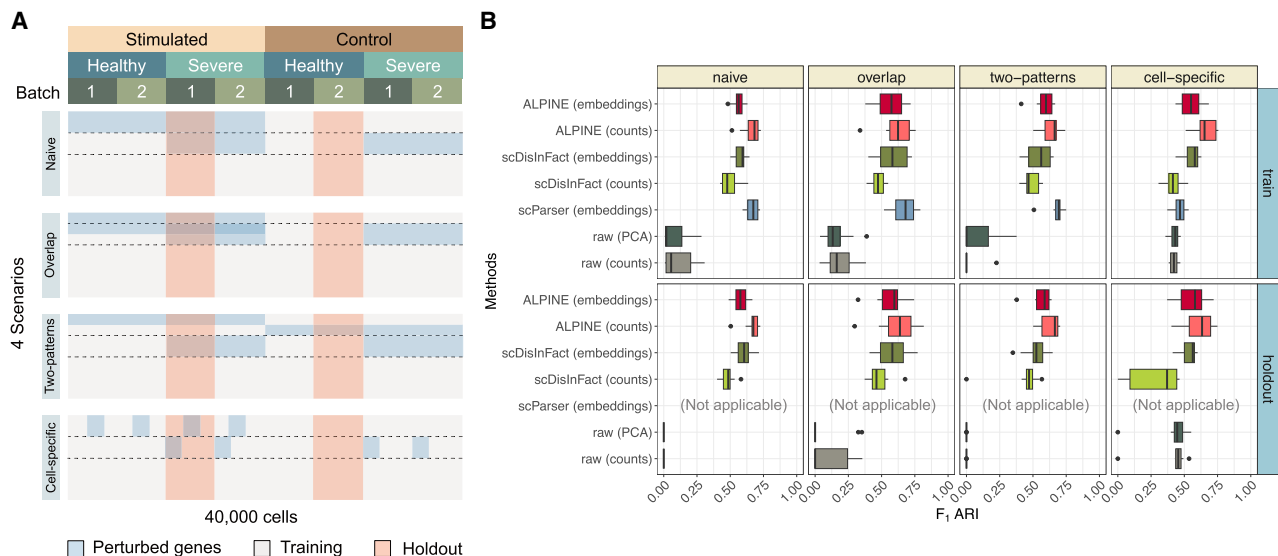 A
Stimulated Control
Healthy Severe Healthy Severe
Batch 1 2 1 2 1 2 1 2
4 Scenarios
Naive
Overlap
Two-patterns
Cell-specific
40,000 cells
Perturbed genes Training Holdout
B
naive overlap two−patterns cell−specific
Methods
ALPINE (embeddings)
ALPINE (counts)
scDisInFact (embeddings)
scDisInFact (counts)
scParser (embeddings)
raw (PCA)
raw (counts)
train
ALPINE (embeddings)
ALPINE (counts)
scDisInFact (embeddings)
scDisInFact (counts)
scParser (embeddings) (Not applicable) (Not applicable) (Not applicable) (Not applicable)
raw (PCA)
raw (counts)
holdout
0.00 0.25 0.50 0.75 1.00 0.00 0.25 0.50 0.75 1.00 0.00 0.25 0.50 0.75 1.00 0.00 0.25 0.50 0.75 1.00
F1 ARI